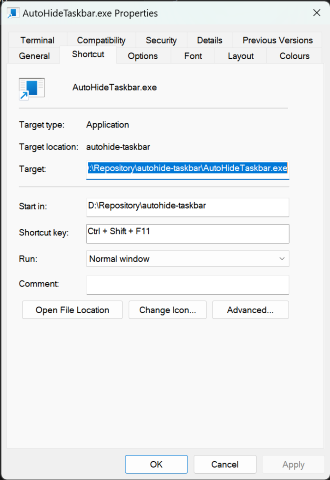 AutoHideTaskbar.exe Properties
Terminal Compatibility Security Details Previous Versions
General Shortcut Options Font Layout Colours
AutoHideTaskbar.exe
Target type: Application
Target location: autohide-taskbar
Target: :\Repository\autohide-taskbar\AutoHideTaskbar.exe
Start in: D:\Repository\autohide-taskbar
Shortcut key: Ctrl + Shift + F11
Run: Normal window
Comment:
Open File Location Change Icon... Advanced...
OK Cancel Apply